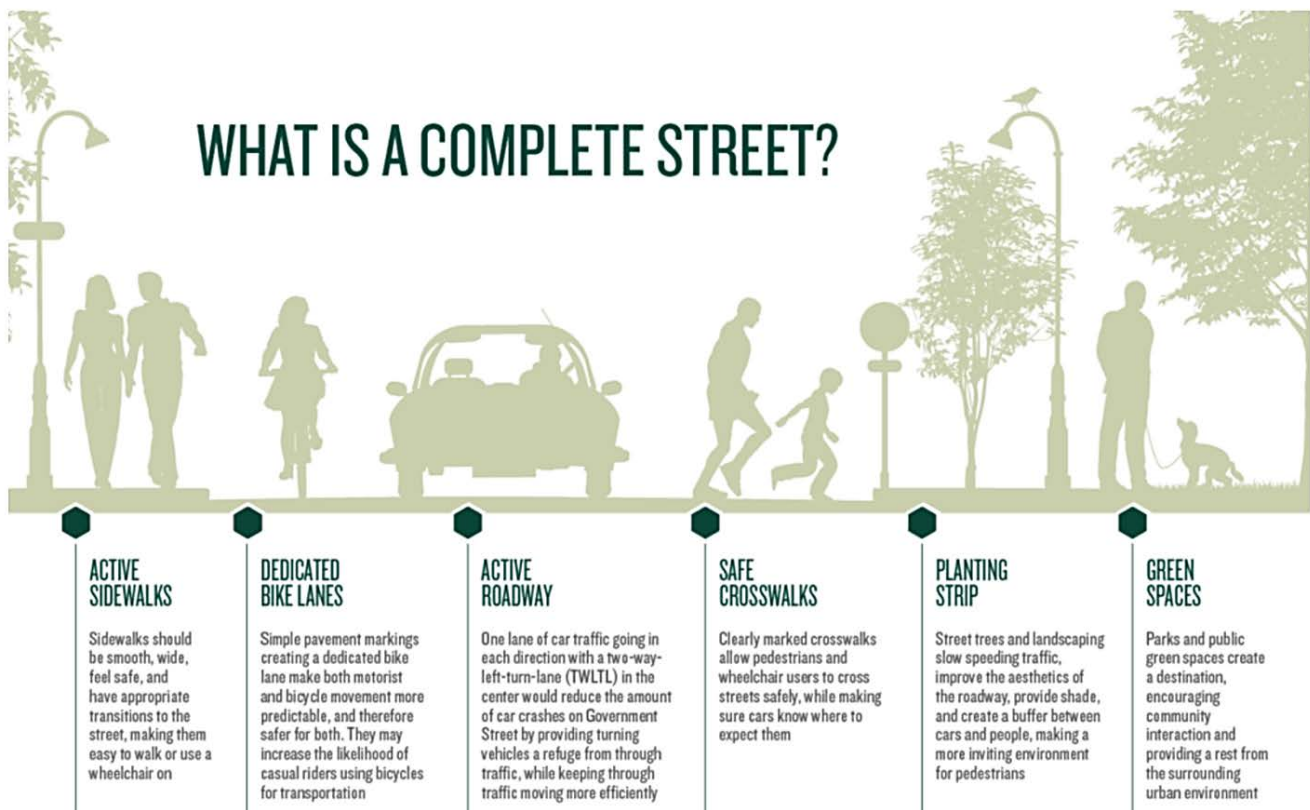 WHAT IS A COMPLETE STREET?
ACTIVE
SIDEWALKS
Sidewalks should
be smooth, wide,
feel safe, and
have appropriate
transitions to the
street, making them
easy to walk or use a
wheelchair on
DEDICATED
BIKE LANES
Simple pavement markings
creating a dedicated bike
lane make both motorist
and bicycle movement more
predictable, and therefore
safer for both. They may
increase the likelihood of
casual riders using bicycles
for transportation
ACTIVE
ROADWAY
One lane of car traffic going in
each direction with a two-way-
left-turn-lane (TWLTL) in the
center would reduce the amount
of car crashes on Government
Street by providing turning
vehicles a refuge from through
traffic, while keeping through
traffic moving more efficiently
SAFE
CROSSWALKS
Clearly marked crosswalks
allow pedestrians and
wheelchair users to cross
streets safely, while making
sure cars know where to
expect them
PLANTING
STRIP
Street trees and landscaping
slow speeding traffic,
improve the aesthetics of
the roadway, provide shade,
and create a buffer between
cars and people, making a
more inviting environment
for pedestrians
GREEN
SPACES
Parks and public
green spaces create
a destination,
encouraging
community
interaction and
providing a rest from
the surrounding
urban environment